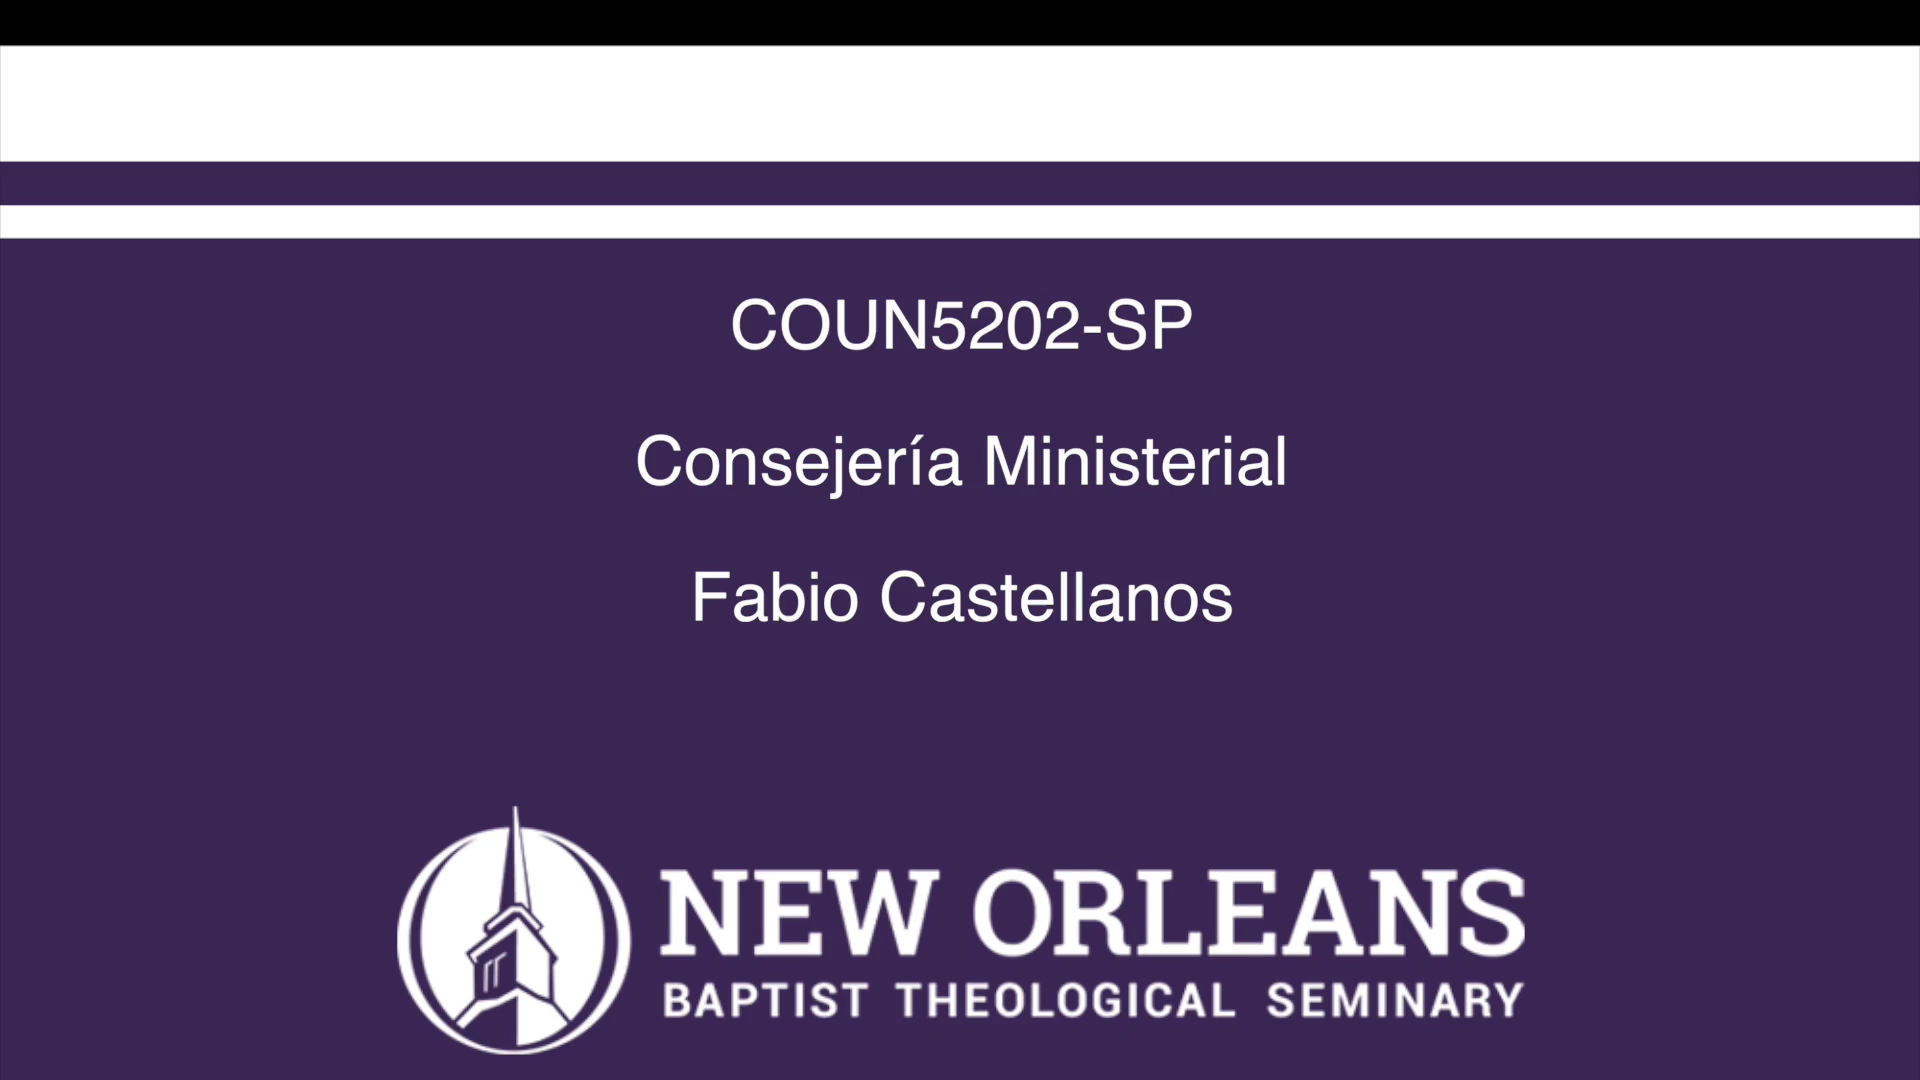 COUN5202-SP
Consejería Ministerial
Fabio Castellanos
NEW ORLEANS
BAPTIST THEOLOGICAL SEMINARY